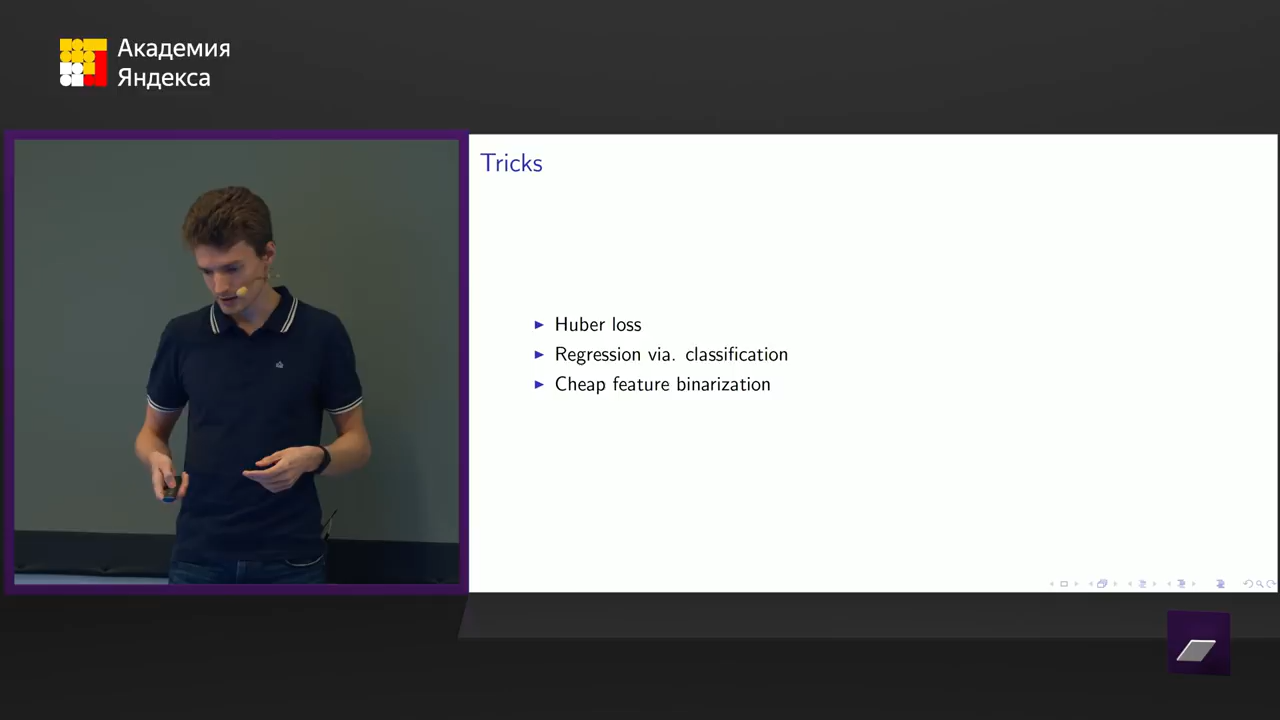 Академия
Яндекса
Tricks
Huber loss
Regression via. classification
Cheap feature binarization